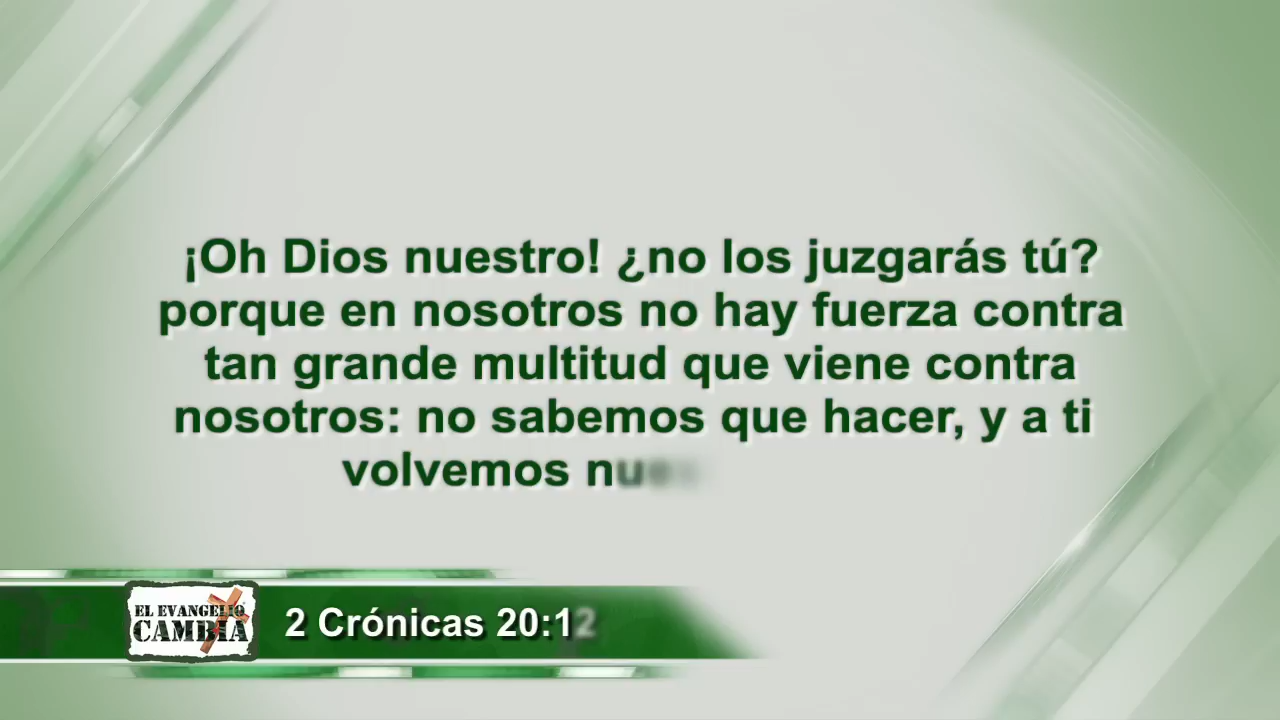 ¡Oh Dios nuestro! ¿no los juzgarás tú?
porque en nosotros no hay fuerza contra
tan grande multitud que viene contra
nosotros: no sabemos que hacer, y a ti
volvemos
EL EVANGELIO
CAMBIA
2 Crónicas 20:12